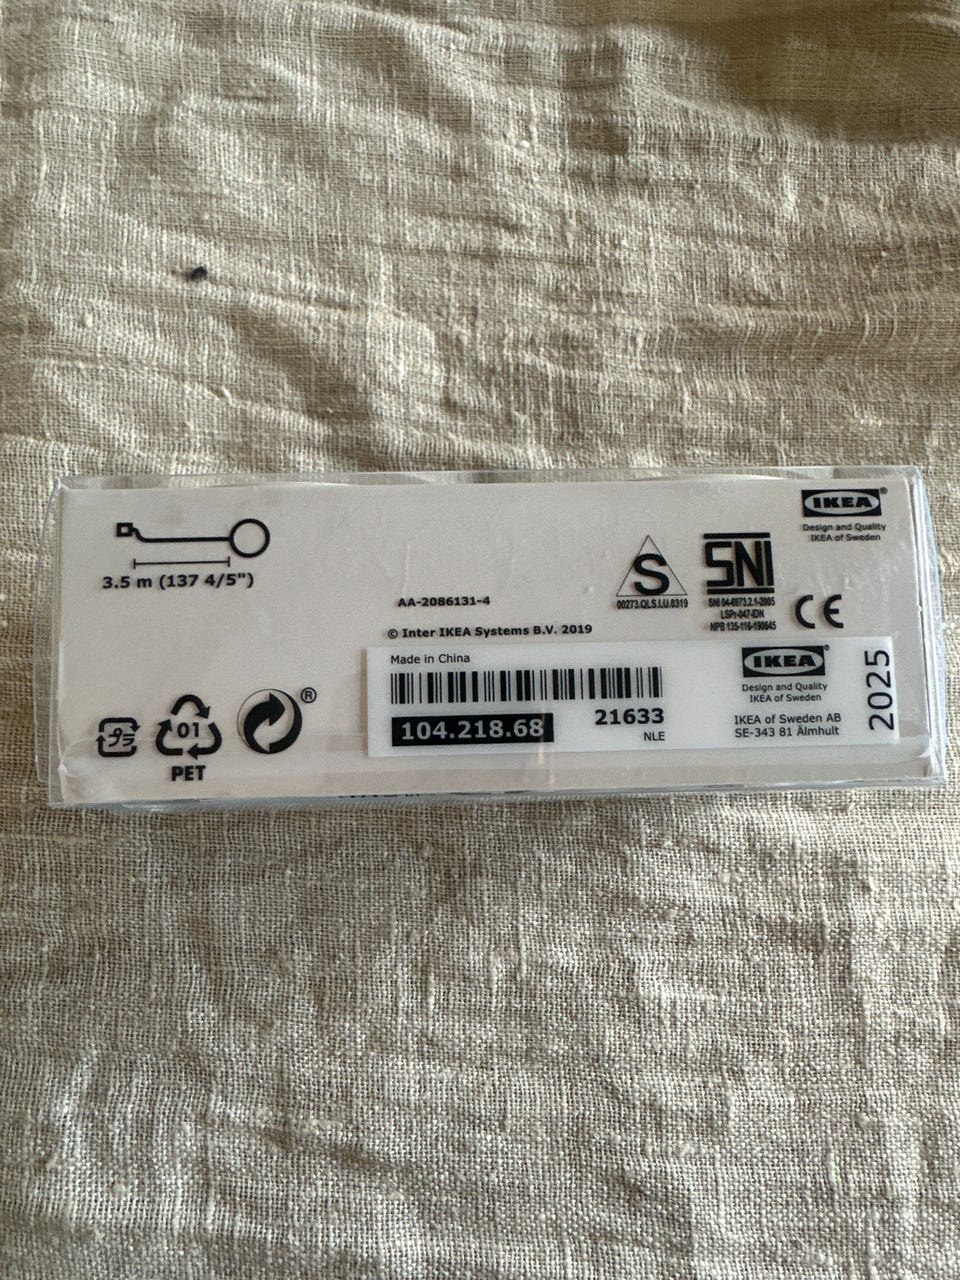 IKEA®
Design and Quality
IKEA of Sweden
3.5 m (137 4/5")
S
00273.QLS.I.U.0319
SNI
SNI 04-6973.2.1-2005
LSPr-047-IDN
NPB 135-116-190645
CE
AA-2086131-4
© Inter IKEA Systems B.V. 2019
Made in China
104.218.68
21633
NLE
IKEA®
Design and Quality
IKEA of Sweden
IKEA of Sweden AB
SE-343 81 Älmhult
2025
プラ
01
PET
®